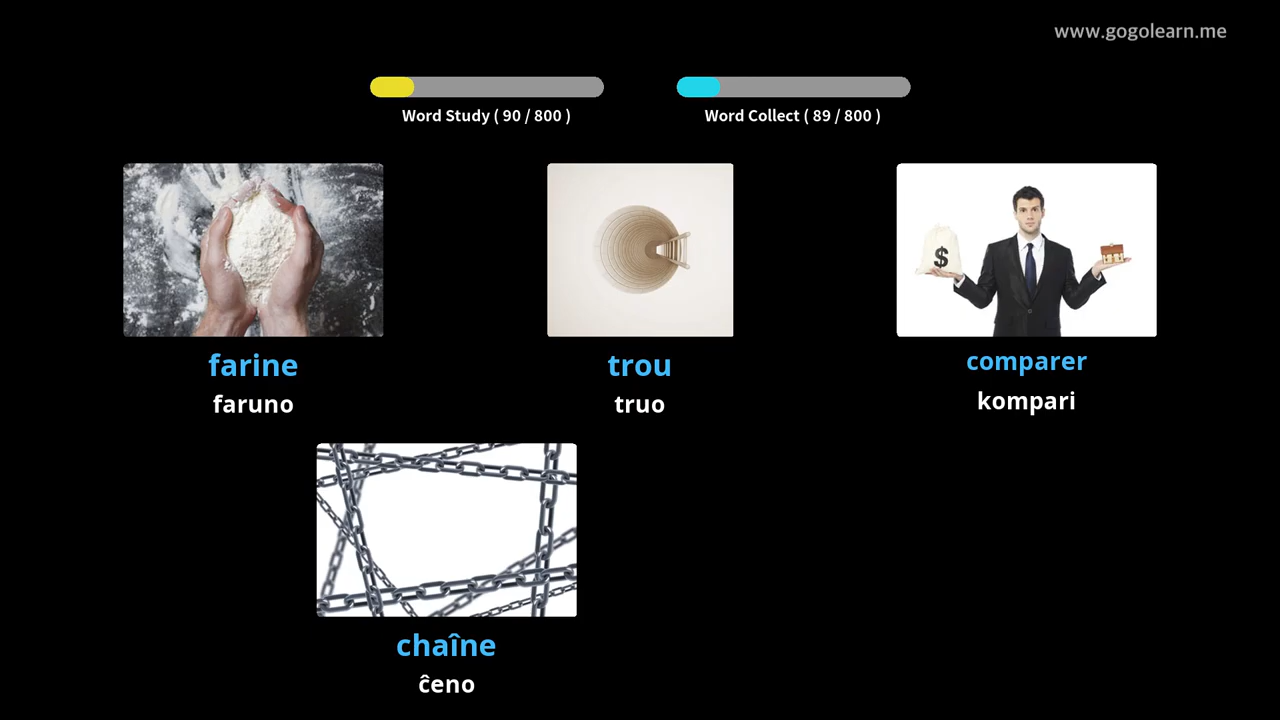 www.gogolearn.me
Word Study ( 90 / 800 )
Word Collect ( 89 / 800 )
$
farine
faruno
trou
truo
comparer
kompari
chaîne
ĉeno